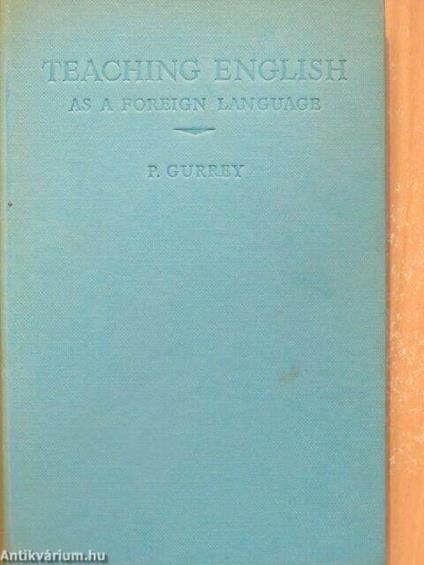 TEACHING ENGLISH
AS A FOREIGN LANGUAGE
P. GURREY
Antikvárium.hu